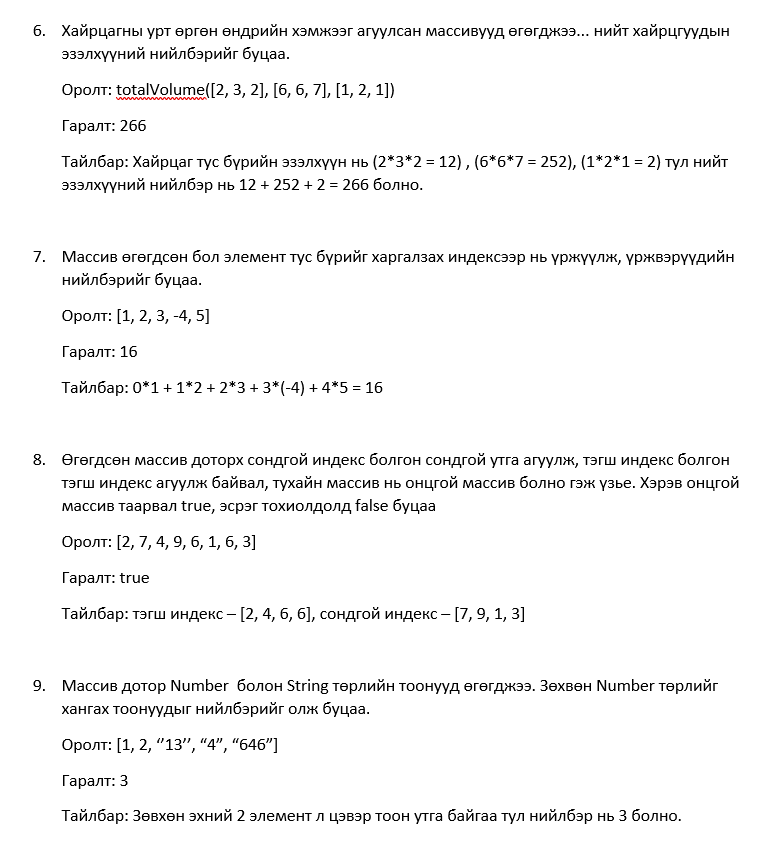 6. Хайрцагны урт өргөн өндрийн хэмжээг агуулсан массивууд өгөгджээ... нийт хайрцгуудын
эзэлхүүний нийлбэрийг буцаа.
Оролт: totalVolume([2, 3, 2], [6, 6, 7], [1, 2, 1])
Гаралт: 266
Тайлбар: Хайрцаг тус бүрийн эзэлхүүн нь (2*3*2 = 12) , (6*6*7 = 252), (1*2*1 = 2) тул нийт
эзэлхүүний нийлбэр нь 12 + 252 + 2 = 266 болно.
7. Массив өгөгдсөн бол элемент тус бүрийг харгалзах индексээр нь үржүүлж, үржвэрүүдийн
нийлбэрийг буцаа.
Оролт: [1, 2, 3, -4, 5]
Гаралт: 16
Тайлбар: 0*1 + 1*2 + 2*3 + 3*(-4) + 4*5 = 16
8. Өгөгдсөн массив доторх сондгой индекс болгон сондгой утга агуулж, тэгш индекс болгон
тэгш индекс агуулж байвал, тухайн массив нь онцгой массив болно гэж үзье. Хэрэв онцгой
массив таарвал true, эсрэг тохиолдолд false буцаа
Оролт: [2, 7, 4, 9, 6, 1, 6, 3]
Гаралт: true
Тайлбар: тэгш индекс – [2, 4, 6, 6], сондгой индекс – [7, 9, 1, 3]
9. Массив дотор Number болон String төрлийн тоонууд өгөгджээ. Зөхвөн Number төрлийг
хангах тоонуудыг нийлбэрийг олж буцаа.
Оролт: [1, 2, ‘’13’’, “4”, “646”]
Гаралт: 3
Тайлбар: Зөвхөн эхний 2 элемент л цэвэр тоон утга байгаа тул нийлбэр нь 3 болно.